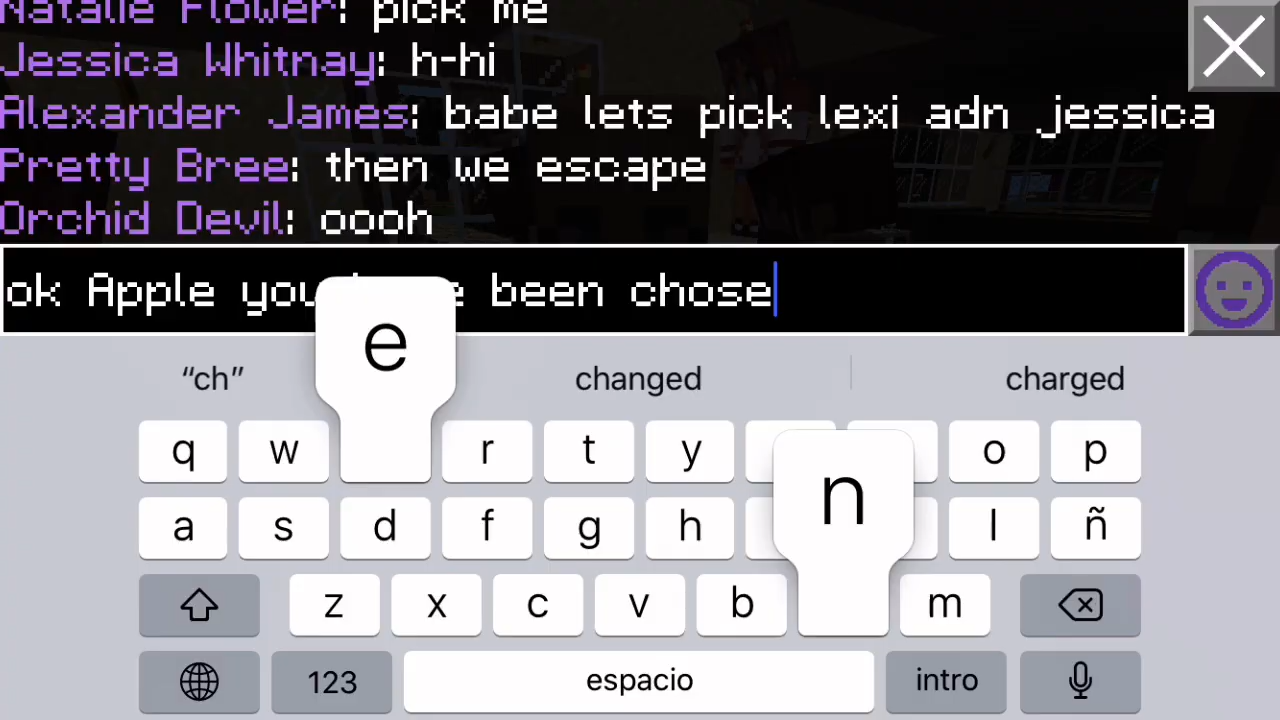 Natalie Flower: pick me
Jessica Whitnay: h-hi
Alexander James: babe lets pick lexi adn jessica
Pretty Bree: then we escape
Orchid Devil: oooh
ok Apple you been chose
e
“ch” changed charged
q w r t y o p
n
a s d f g h l ñ
z x c v b m
123 espacio intro